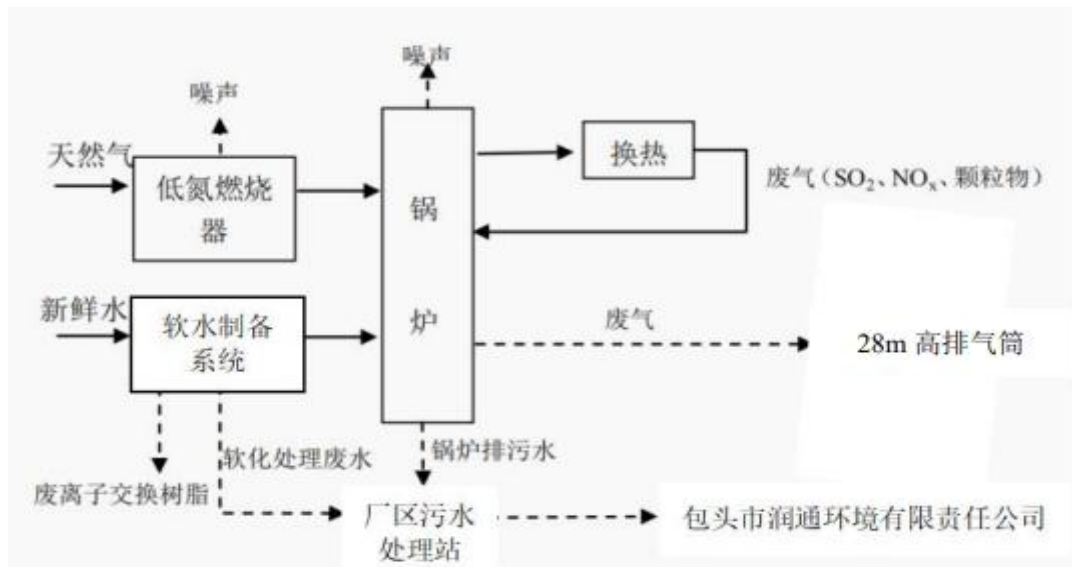 噪声
噪声
天然气
低氮燃烧
器
锅
炉
换热
废气（SO₂、NOₓ、颗粒物）
新鲜水
软水制备
系统
废气
28m 高排气筒
软化处理废水
锅炉排污水
废离子交换树脂
厂区污水
处理站
包头市润通环境有限责任公司